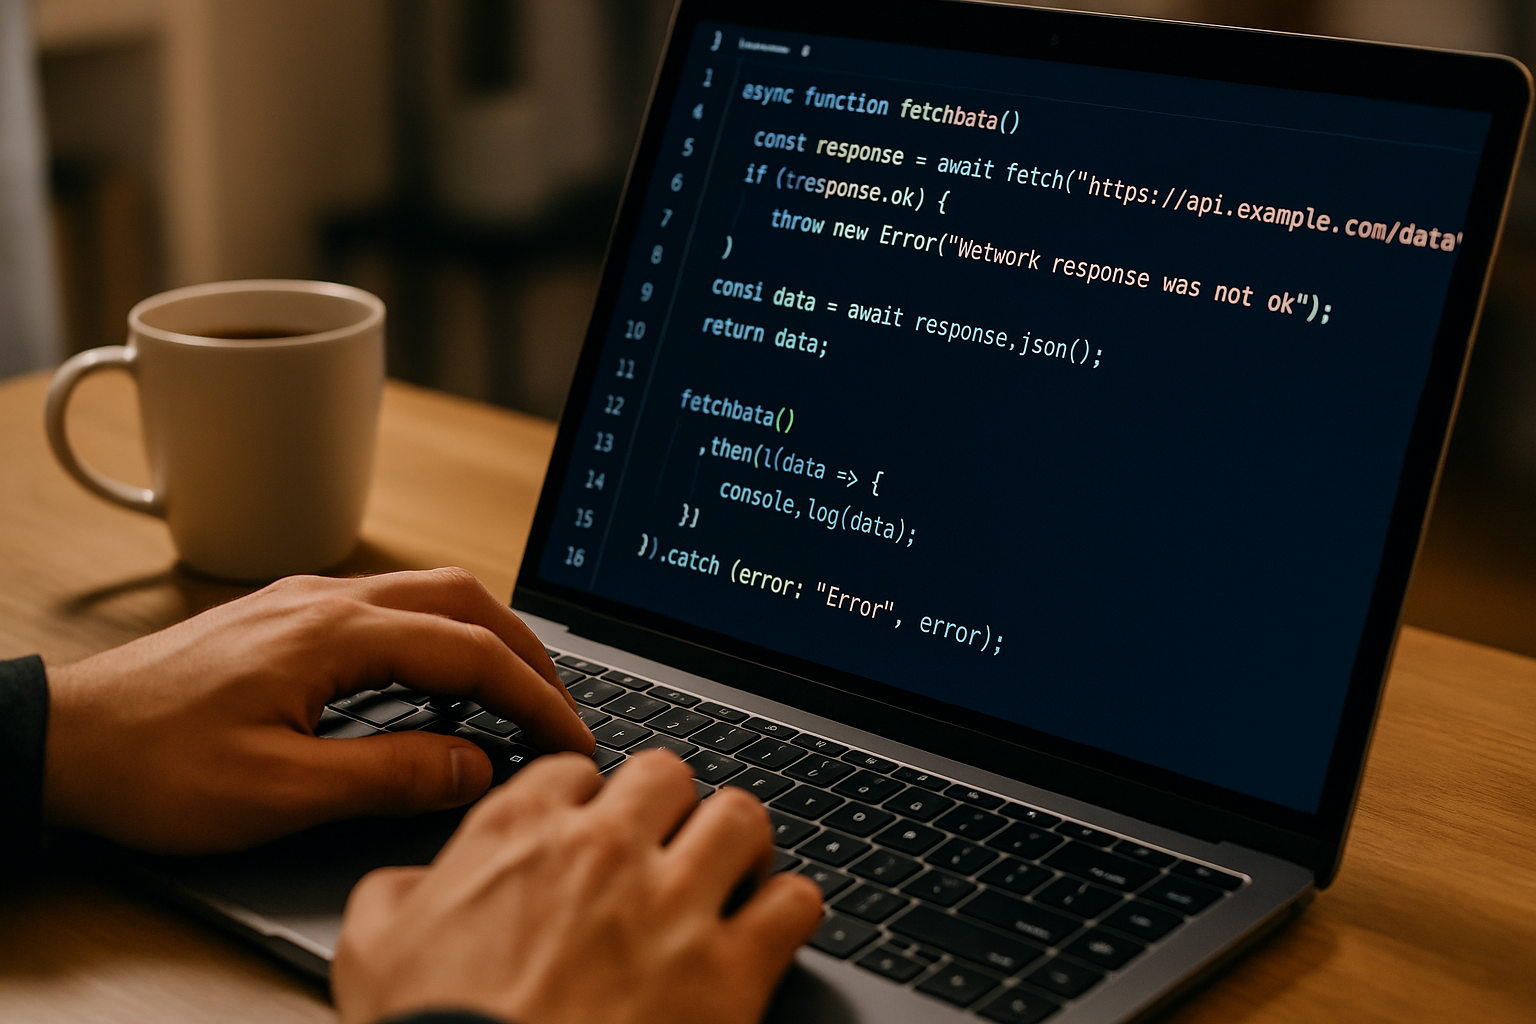 3
1 async function fetchbata()
4 const response = await fetch("https://api.example.com/data"
5 if (tresponse.ok) {
6 throw new Error("Wetwork response was not ok");
7 )
8 consi data = await response,json();
9 return data;
10
11 fetchbata()
12 ,then(l(data => {
13 console,log(data);
14 }]
15 }).catch (error: "Error", error);
16